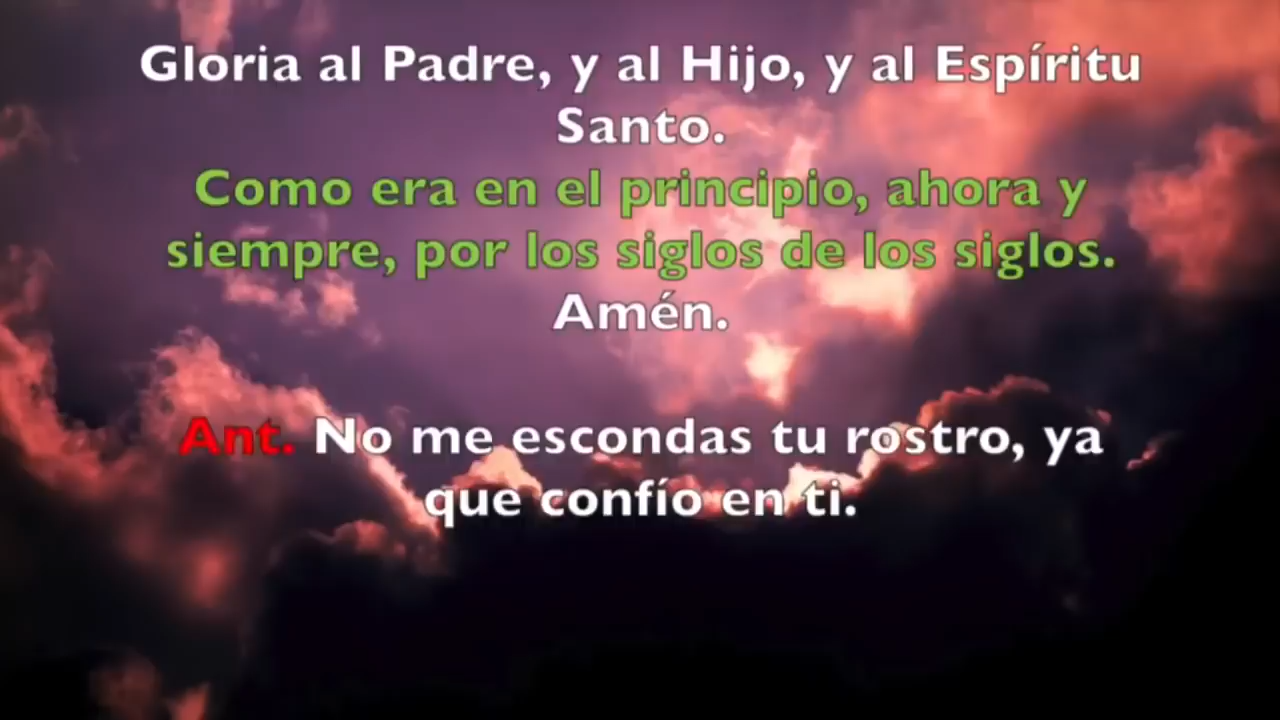 Gloria al Padre, y al Hijo, y al Espíritu
Santo.
Como era en el principio, ahora y
siempre, por los siglos de los siglos.
Amén.
Ant. No me escondas tu rostro, ya
que confío en ti.